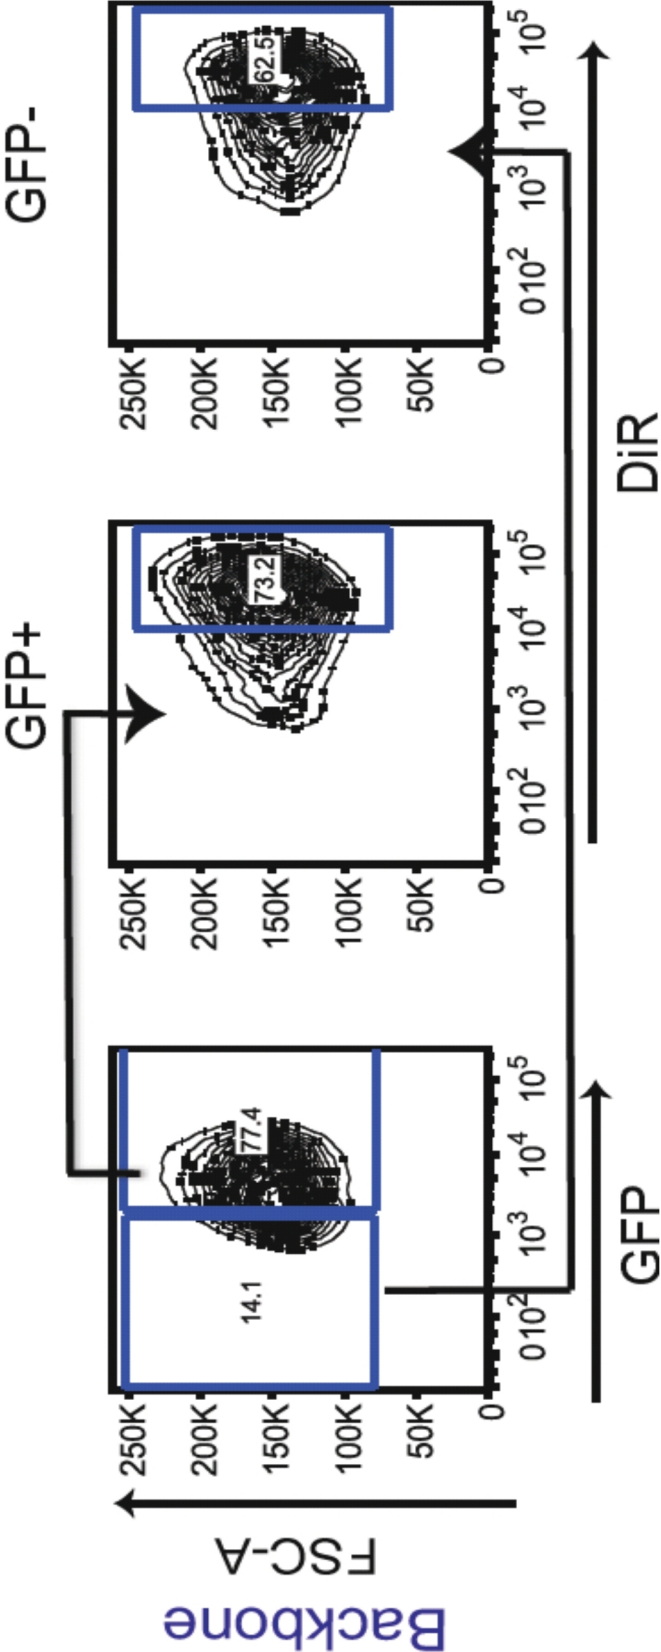 GFP+
GFP-
Backbone
FSC-A
250K
200K
150K
100K
50K
0
14.1
77.4
0 10² 10³ 10⁴ 10⁵
GFP
250K
200K
150K
100K
50K
0
73.2
0 10² 10³ 10⁴ 10⁵
250K
200K
150K
100K
50K
0
62.5
0 10² 10³ 10⁴ 10⁵
DiR